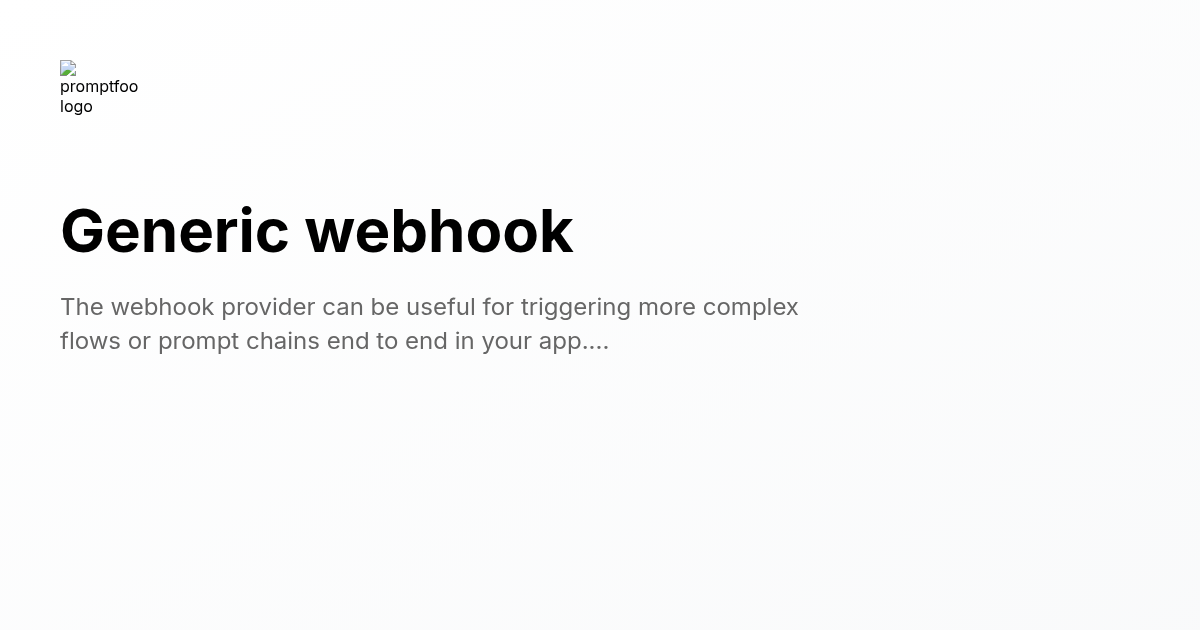 promptfoo
logo
Generic webhook
The webhook provider can be useful for triggering more complex
flows or prompt chains end to end in your app....